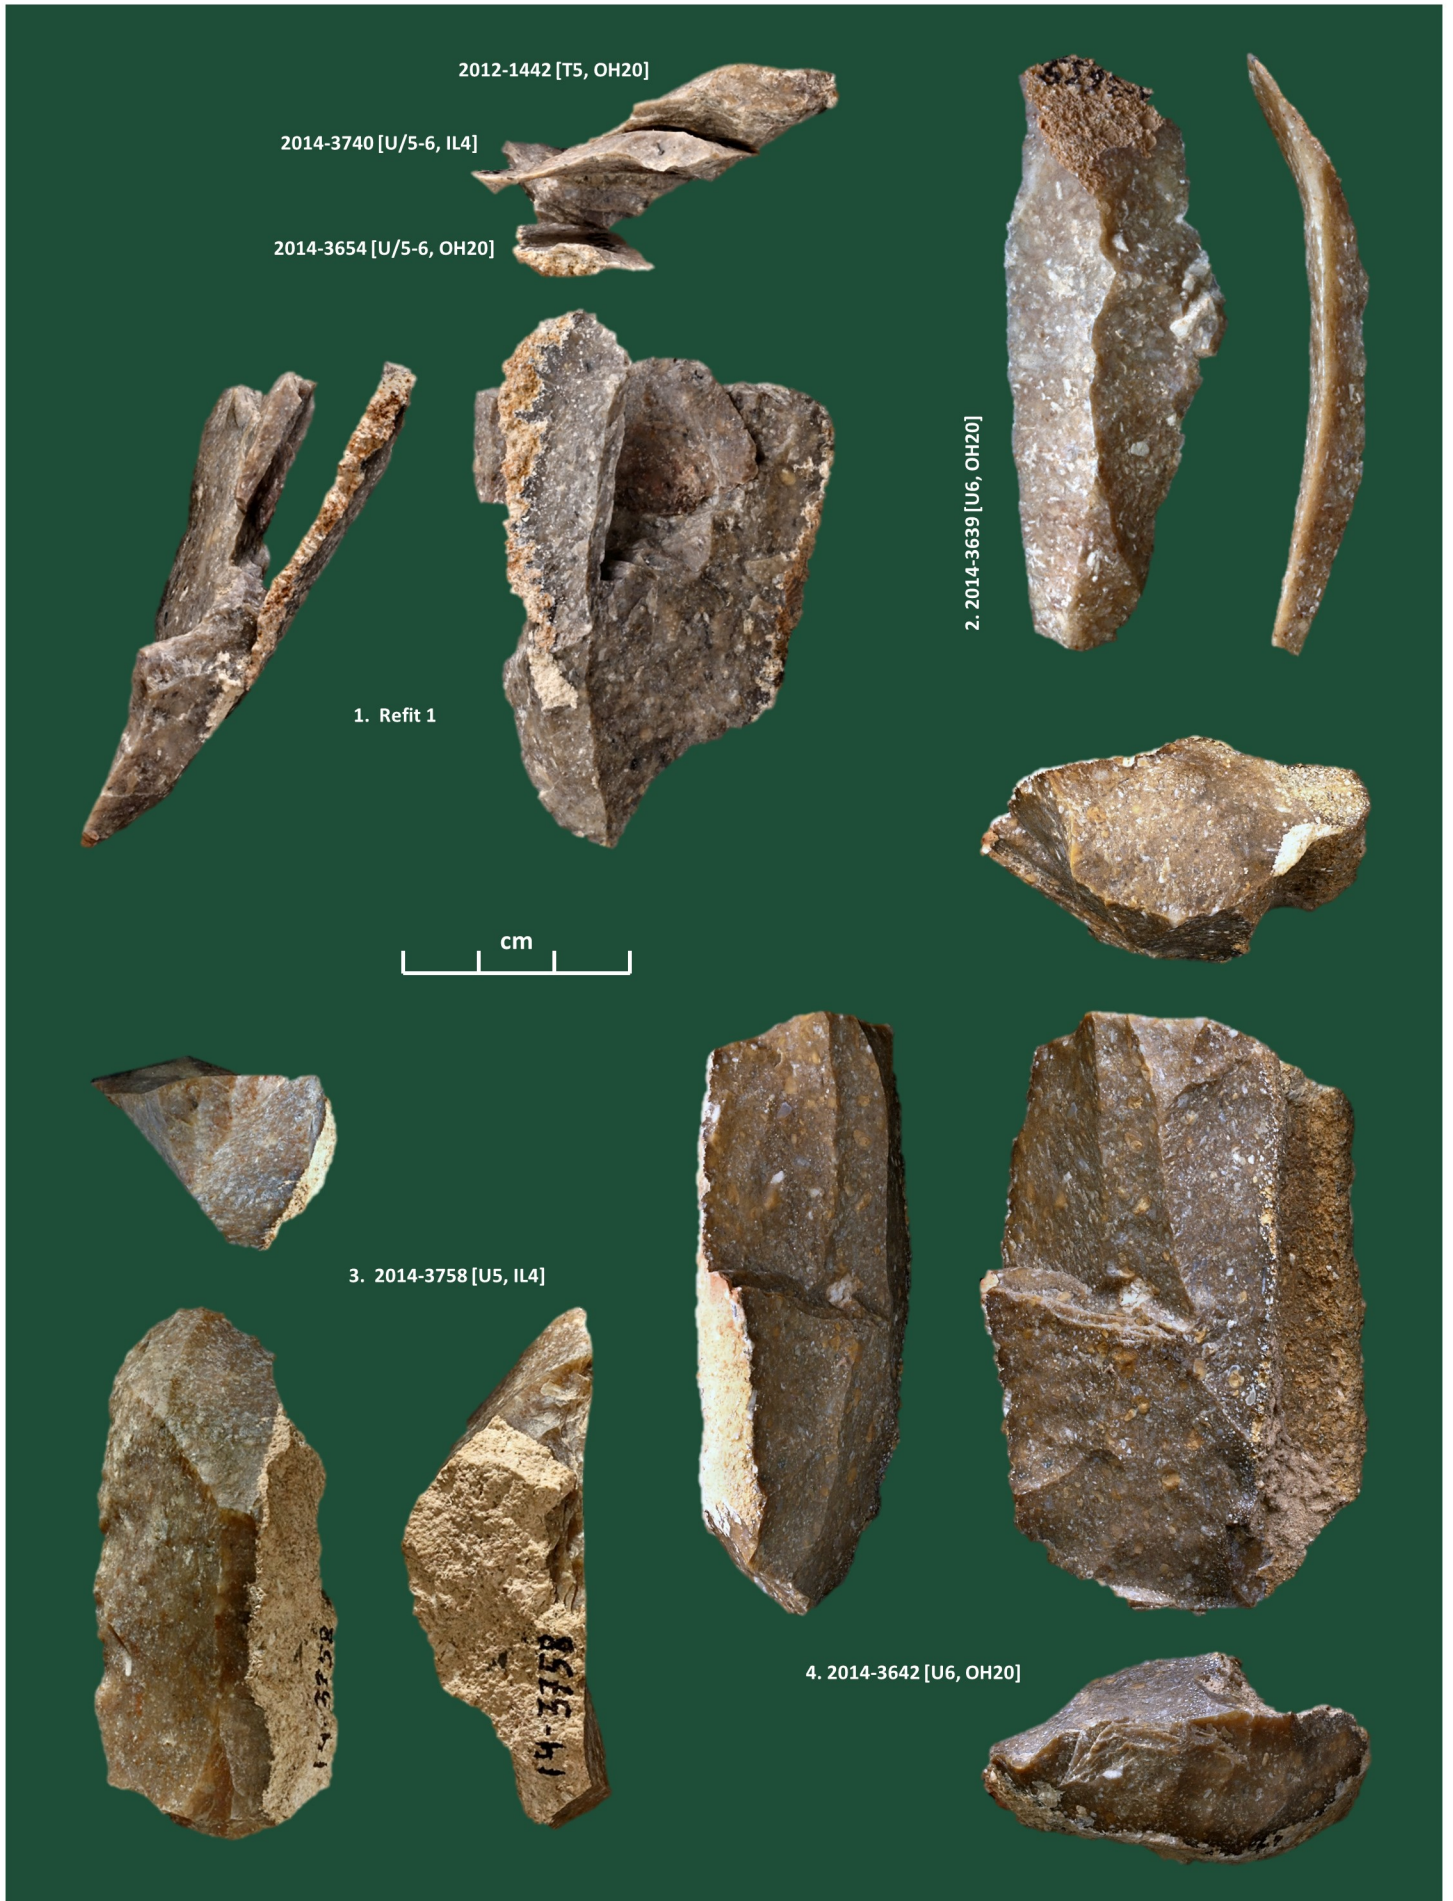 2012-1442 [T5, OH20]
2014-3740 [U/5-6, IL4]
2014-3654 [U/5-6, OH20]
2. 2014-3639 [U6, OH20]
1. Refit 1
cm
3. 2014-3758 [U5, IL4]
14-3758
14-3758
4. 2014-3642 [U6, OH20]